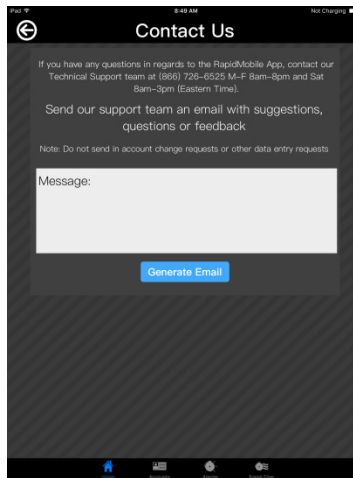 iPad
8:49 AM
Not Charging
Contact Us
If you have any questions in regards to the RapidMobile App, contact our
Technical Support team at (866) 726-6525 M-F 8am-8pm and Sat
8am-3pm (Eastern Time).
Send our support team an email with suggestions,
questions or feedback
Note: Do not send in account change requests or other data entry requests
Message:
Generate Email
Home
Accounts
Alarms
Signal Flow